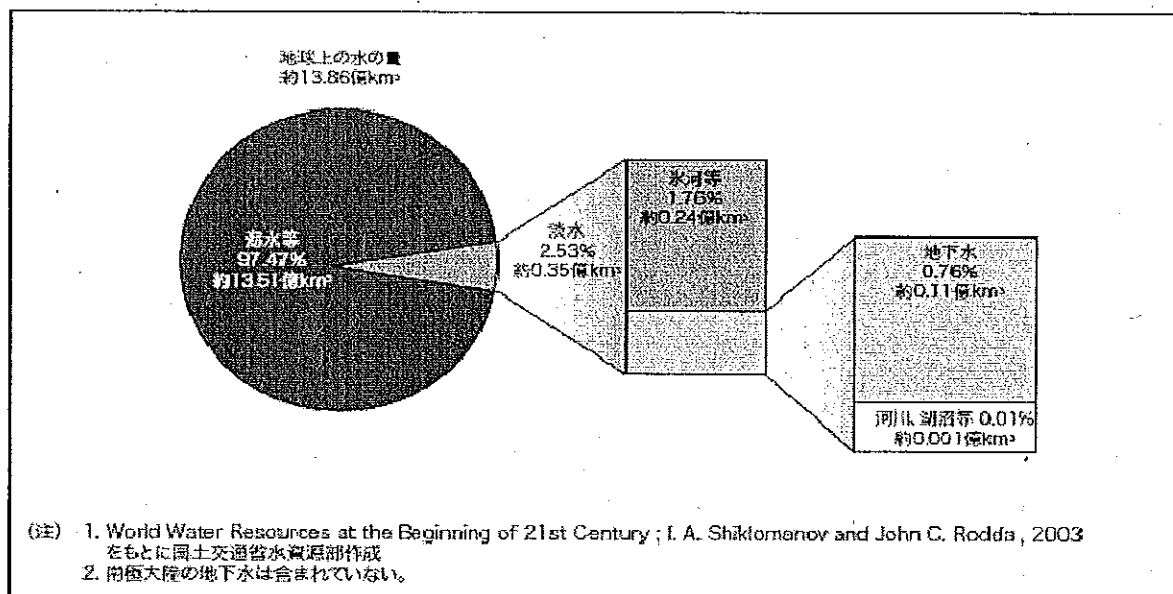 地球上の水の量
約13.86億km³
海水等
97.47%
約13.51億km³
淡水
2.53%
約0.35億km³
氷河等
1.76%
約0.24億km³
地下水
0.76%
約0.11億km³
河川、湖沼等 0.01%
約0.001億km³
(注) 1. World Water Resources at the Beginning of 21st Century ; I. A. Shiklomanov and John C. Rodda , 2003
をもとに国土交通省水資源部作成
2. 南極大陸の地下水は含まれていない。